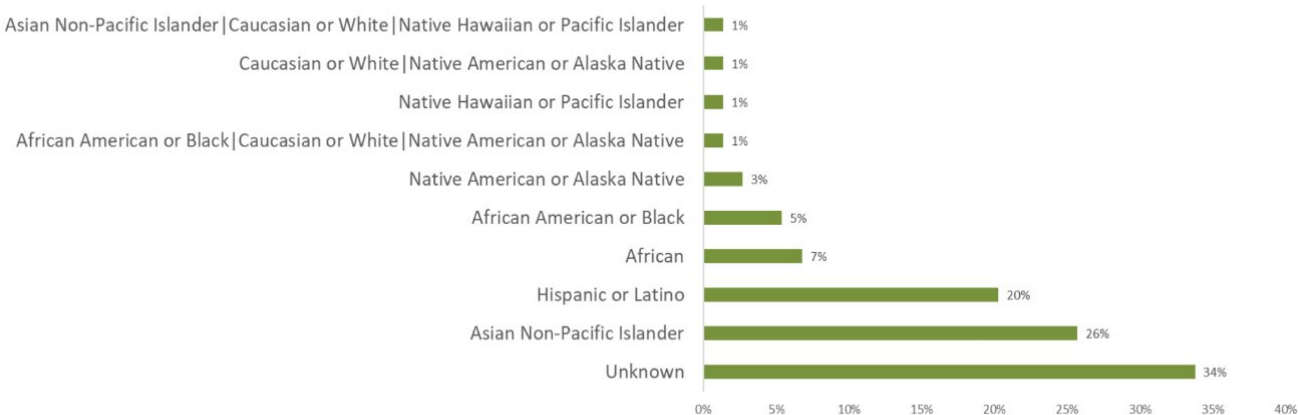 Asian Non-Pacific Islander|Caucasian or White|Native Hawaiian or Pacific Islander 1%
Caucasian or White|Native American or Alaska Native 1%
Native Hawaiian or Pacific Islander 1%
African American or Black|Caucasian or White|Native American or Alaska Native 1%
Native American or Alaska Native 3%
African American or Black 5%
African 7%
Hispanic or Latino 20%
Asian Non-Pacific Islander 26%
Unknown 34%
0% 5% 10% 15% 20% 25% 30% 35% 40%